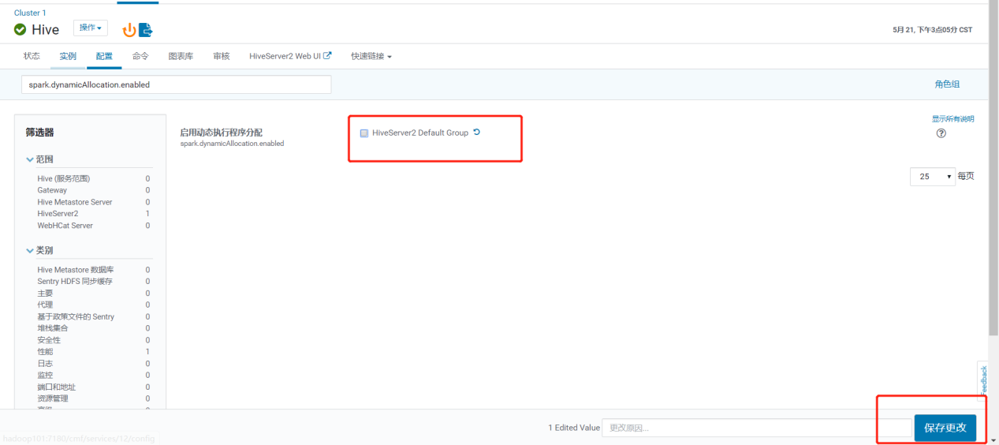 Cluster 1
Hive 操作
5月 21, 下午3点05分 CST
状态 实例 配置 命令 图表库 审核 HiveServer2 Web UI 快速链接
spark.dynamicAllocation.enabled
角色组
筛选器
启用动态执行程序分配
spark.dynamicAllocation.enabled
HiveServer2 Default Group
显示所有说明
25 每页
范围
Hive (服务范围) 0
Gateway 0
Hive Metastore Server 0
HiveServer2 1
WebHCat Server 0
类别
Hive Metastore 数据库 0
Sentry HDFS 同步缓存 0
主要 0
代理 0
基于政策文件的 Sentry 0
堆栈集合 0
安全性 0
性能 1
日志 0
监控 0
端口和地址 0
资源管理 0
Feedback
1 Edited Value 更改原因... 保存更改
hadoop101:7180/cmf/services/12/config